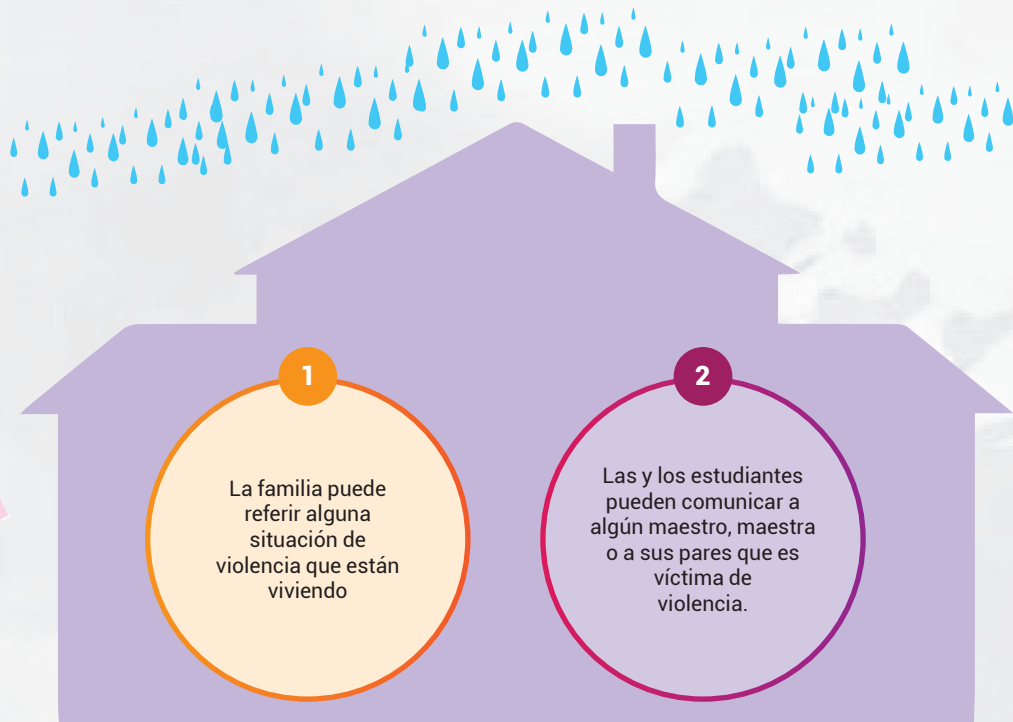 1
La familia puede
referir alguna
situación de
violencia que están
viviendo
2
Las y los estudiantes
pueden comunicar a
algún maestro, maestra
o a sus pares que es
víctima de
violencia.